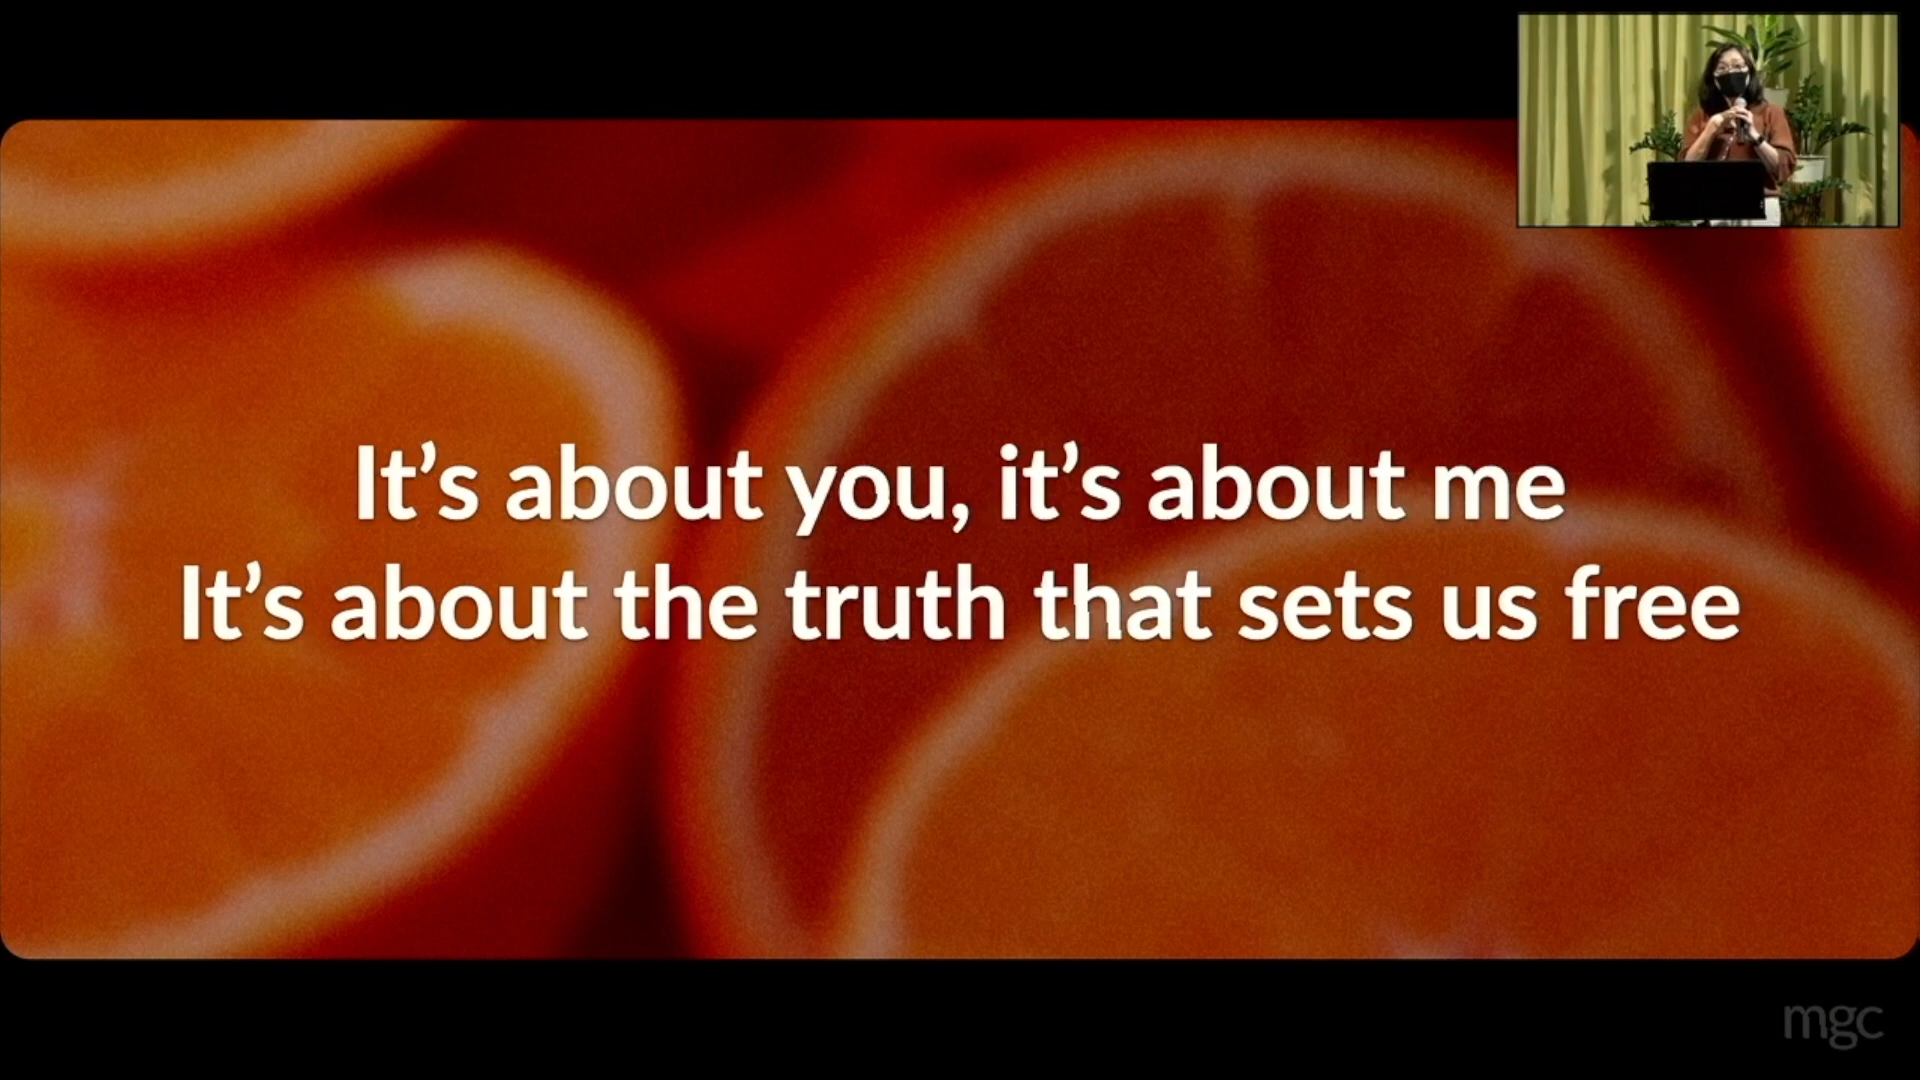 It’s about you, it’s about me
It’s about the truth that sets us free
mgc